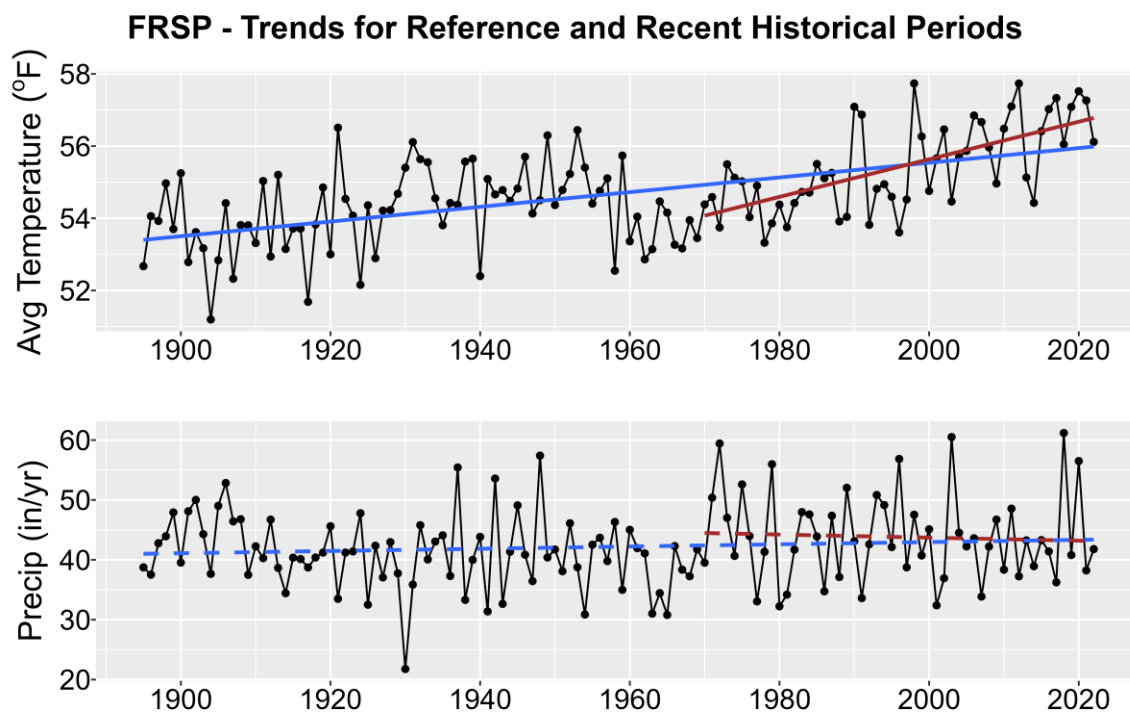 FRSP - Trends for Reference and Recent Historical Periods
Avg Temperature (°F)
58
56
54
52
1900 1920 1940 1960 1980 2000 2020
Precip (in/yr)
60
50
40
30
20
1900 1920 1940 1960 1980 2000 2020